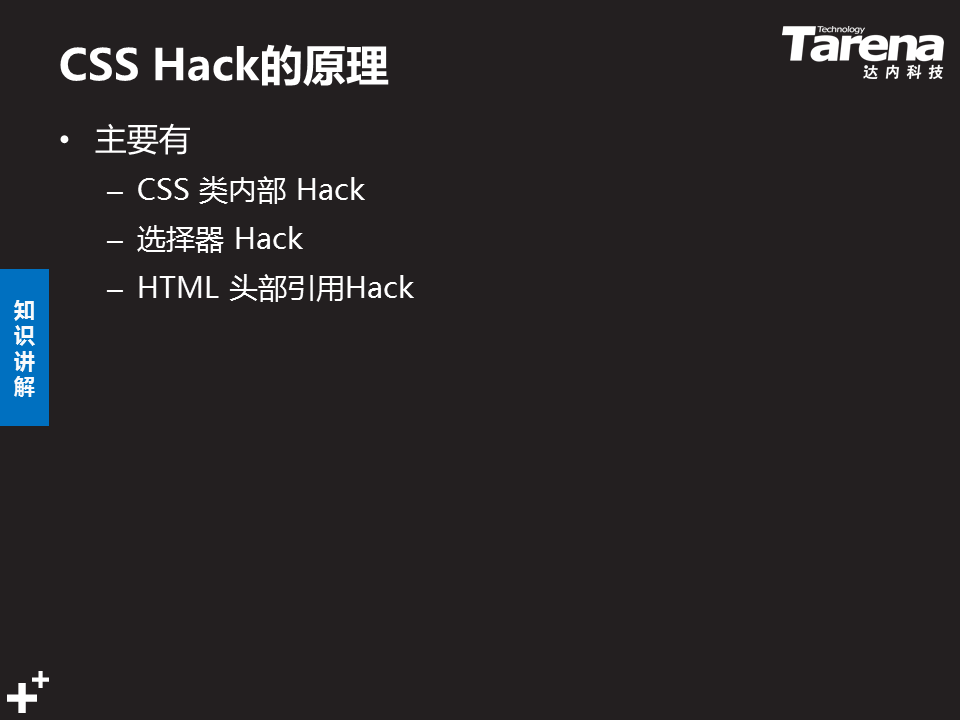 CSS Hack的原理
Technology
Tarena
达内科技
• 主要有
– CSS 类内部 Hack
– 选择器 Hack
– HTML 头部引用Hack
知
识
讲
解